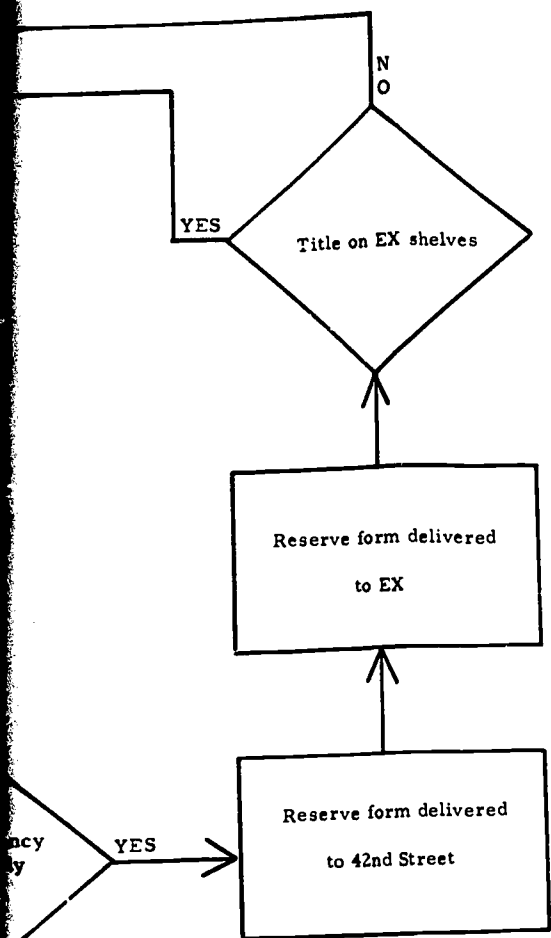 N
O
YES
Title on EX shelves
Reserve form delivered
to EX
Reserve form delivered
to 42nd Street
YES